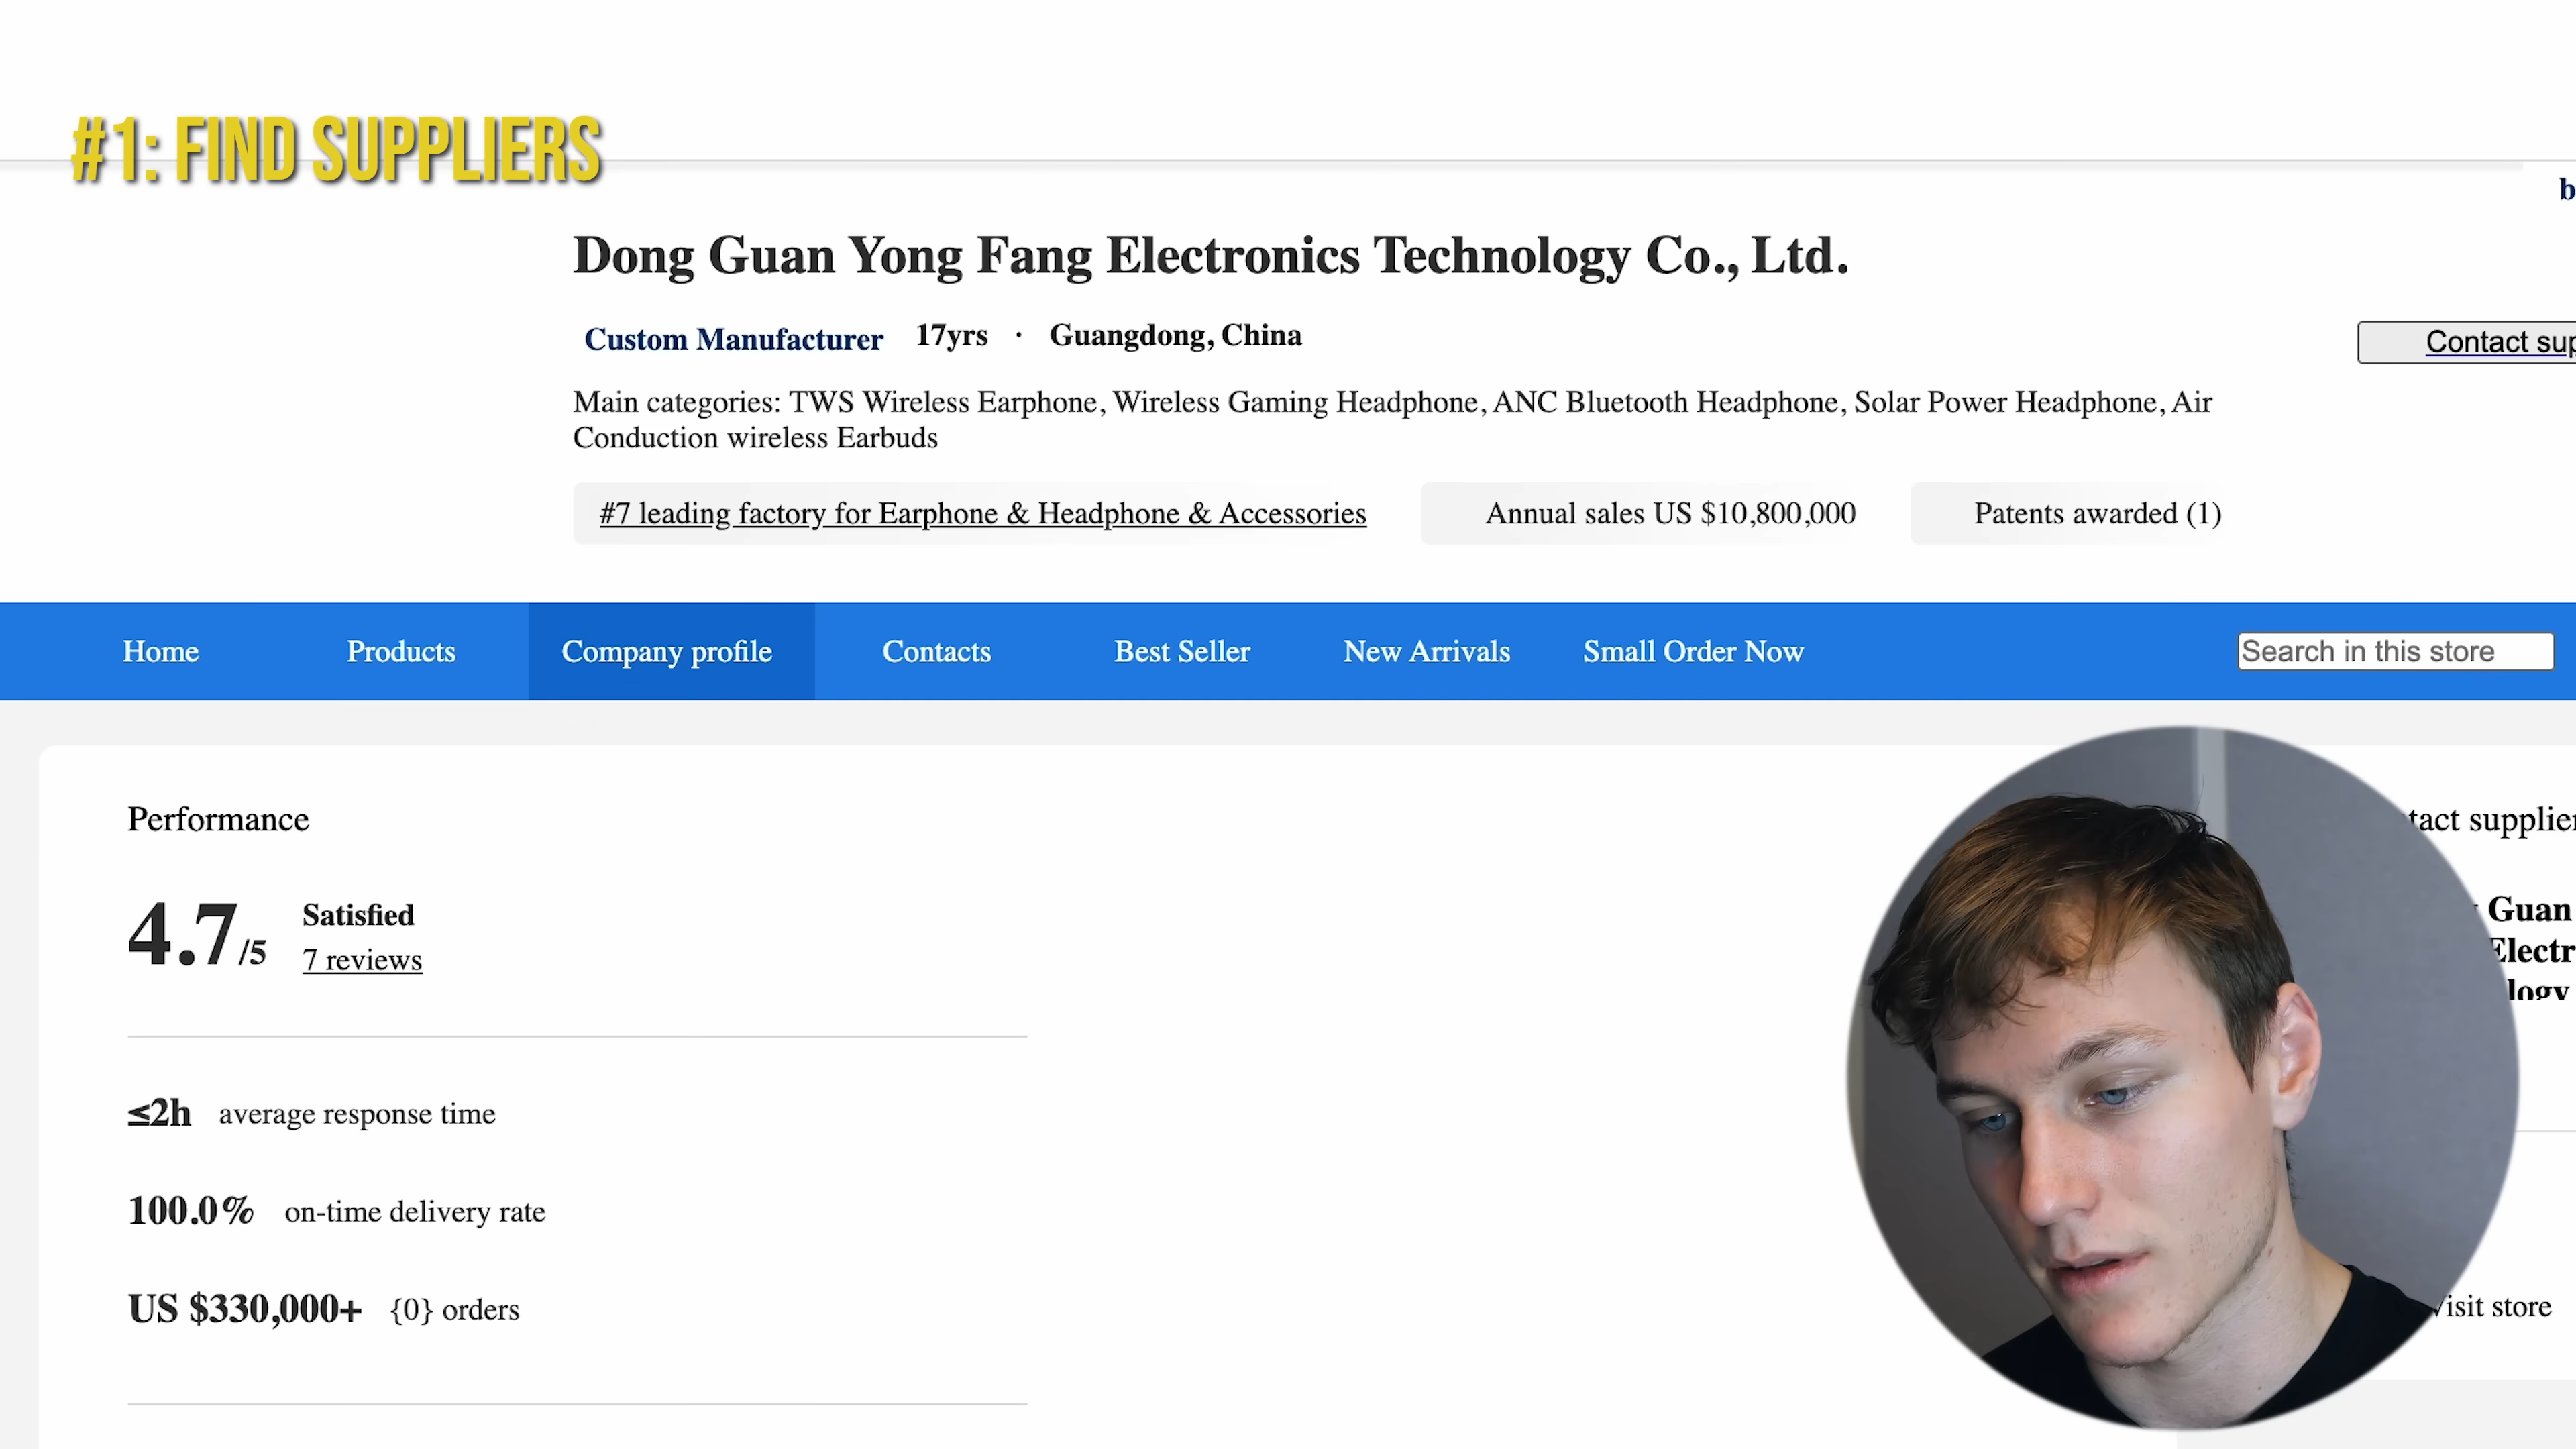 #1: FIND SUPPLIERS
b
Dong Guan Yong Fang Electronics Technology Co., Ltd.
Custom Manufacturer 17yrs · Guangdong, China
Contact sup
Main categories: TWS Wireless Earphone, Wireless Gaming Headphone, ANC Bluetooth Headphone, Solar Power Headphone, Air
Conduction wireless Earbuds
#7 leading factory for Earphone & Headphone & Accessories Annual sales US $10,800,000 Patents awarded (1)
Home Products Company profile Contacts Best Seller New Arrivals Small Order Now Search in this store
Performance
4.7/5 Satisfied
7 reviews
≤2h average response time
100.0% on-time delivery rate
US $330,000+ {0} orders
tact supplier
Guan
Electr
logy
Visit store